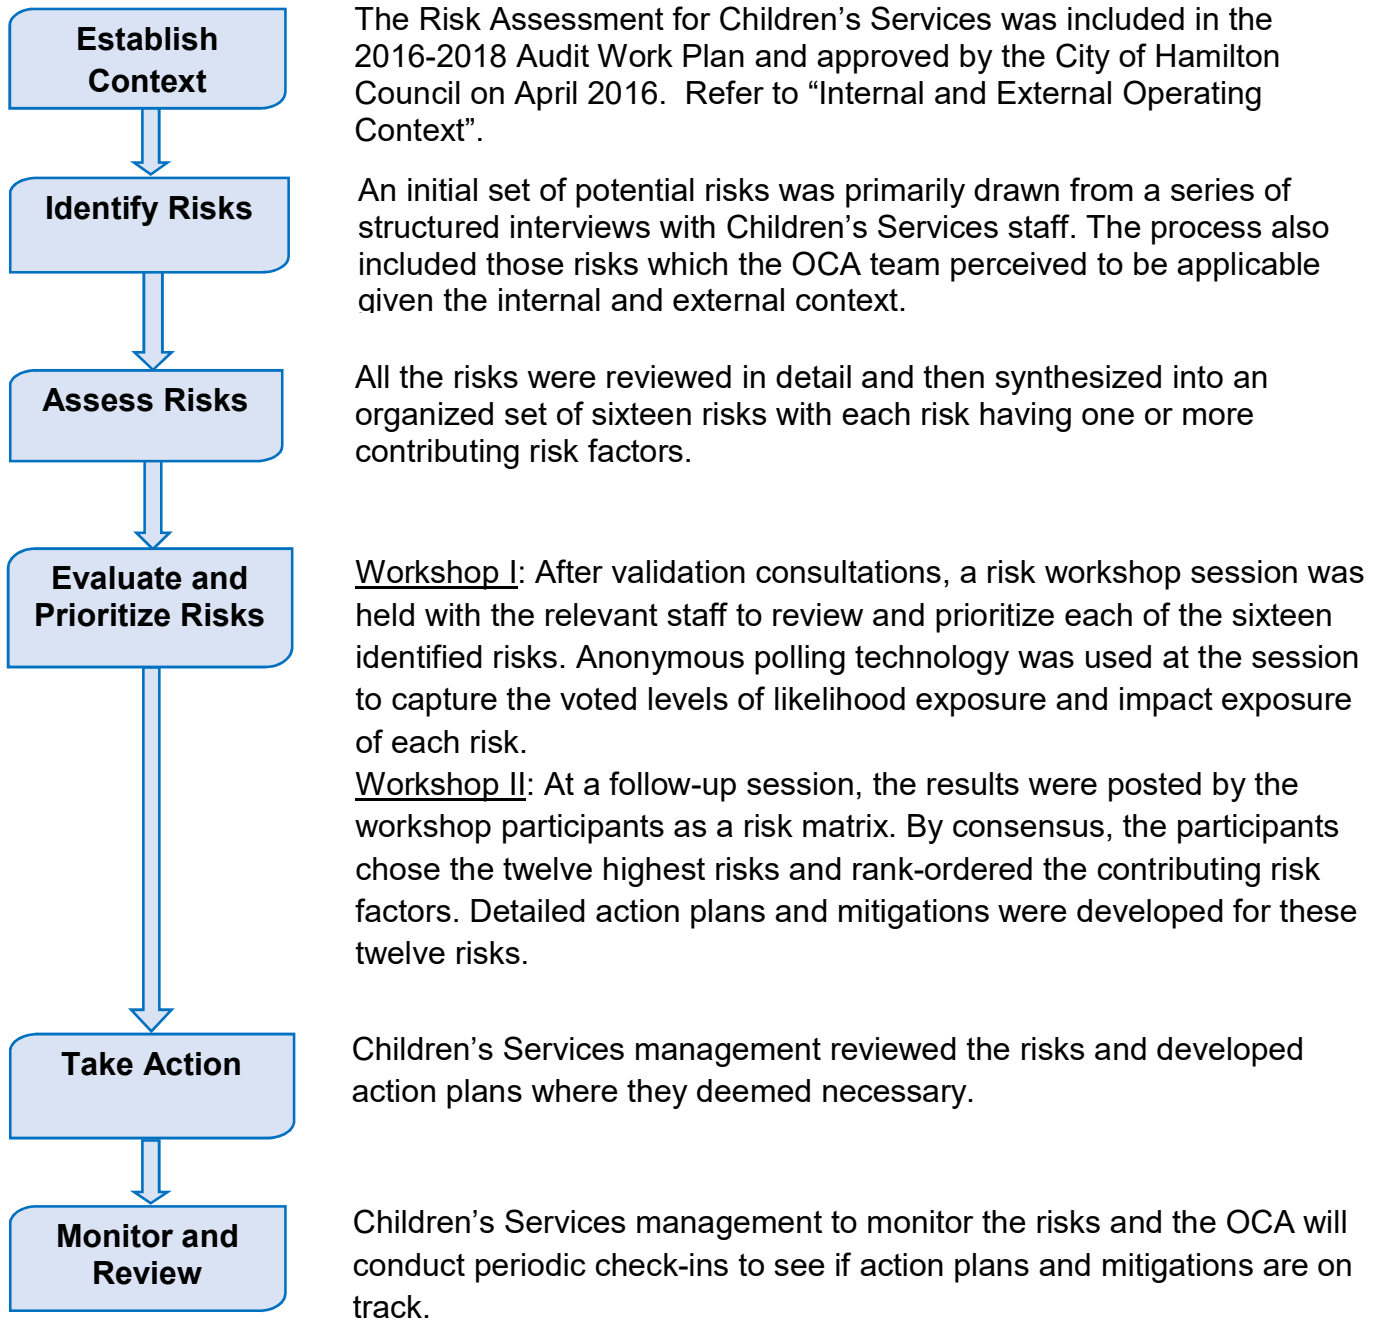 Establish
Context
The Risk Assessment for Children’s Services was included in the
2016-2018 Audit Work Plan and approved by the City of Hamilton
Council on April 2016.  Refer to “Internal and External Operating
Context”.
Identify Risks
An initial set of potential risks was primarily drawn from a series of
structured interviews with Children’s Services staff. The process also
included those risks which the OCA team perceived to be applicable
given the internal and external context.
Assess Risks
All the risks were reviewed in detail and then synthesized into an
organized set of sixteen risks with each risk having one or more
contributing risk factors.
Evaluate and
Prioritize Risks
Workshop I: After validation consultations, a risk workshop session was
held with the relevant staff to review and prioritize each of the sixteen
identified risks. Anonymous polling technology was used at the session
to capture the voted levels of likelihood exposure and impact exposure
of each risk.
Workshop II: At a follow-up session, the results were posted by the
workshop participants as a risk matrix. By consensus, the participants
chose the twelve highest risks and rank-ordered the contributing risk
factors. Detailed action plans and mitigations were developed for these
twelve risks.
Take Action
Children’s Services management reviewed the risks and developed
action plans where they deemed necessary.
Monitor and
Review
Children’s Services management to monitor the risks and the OCA will
conduct periodic check-ins to see if action plans and mitigations are on
track.